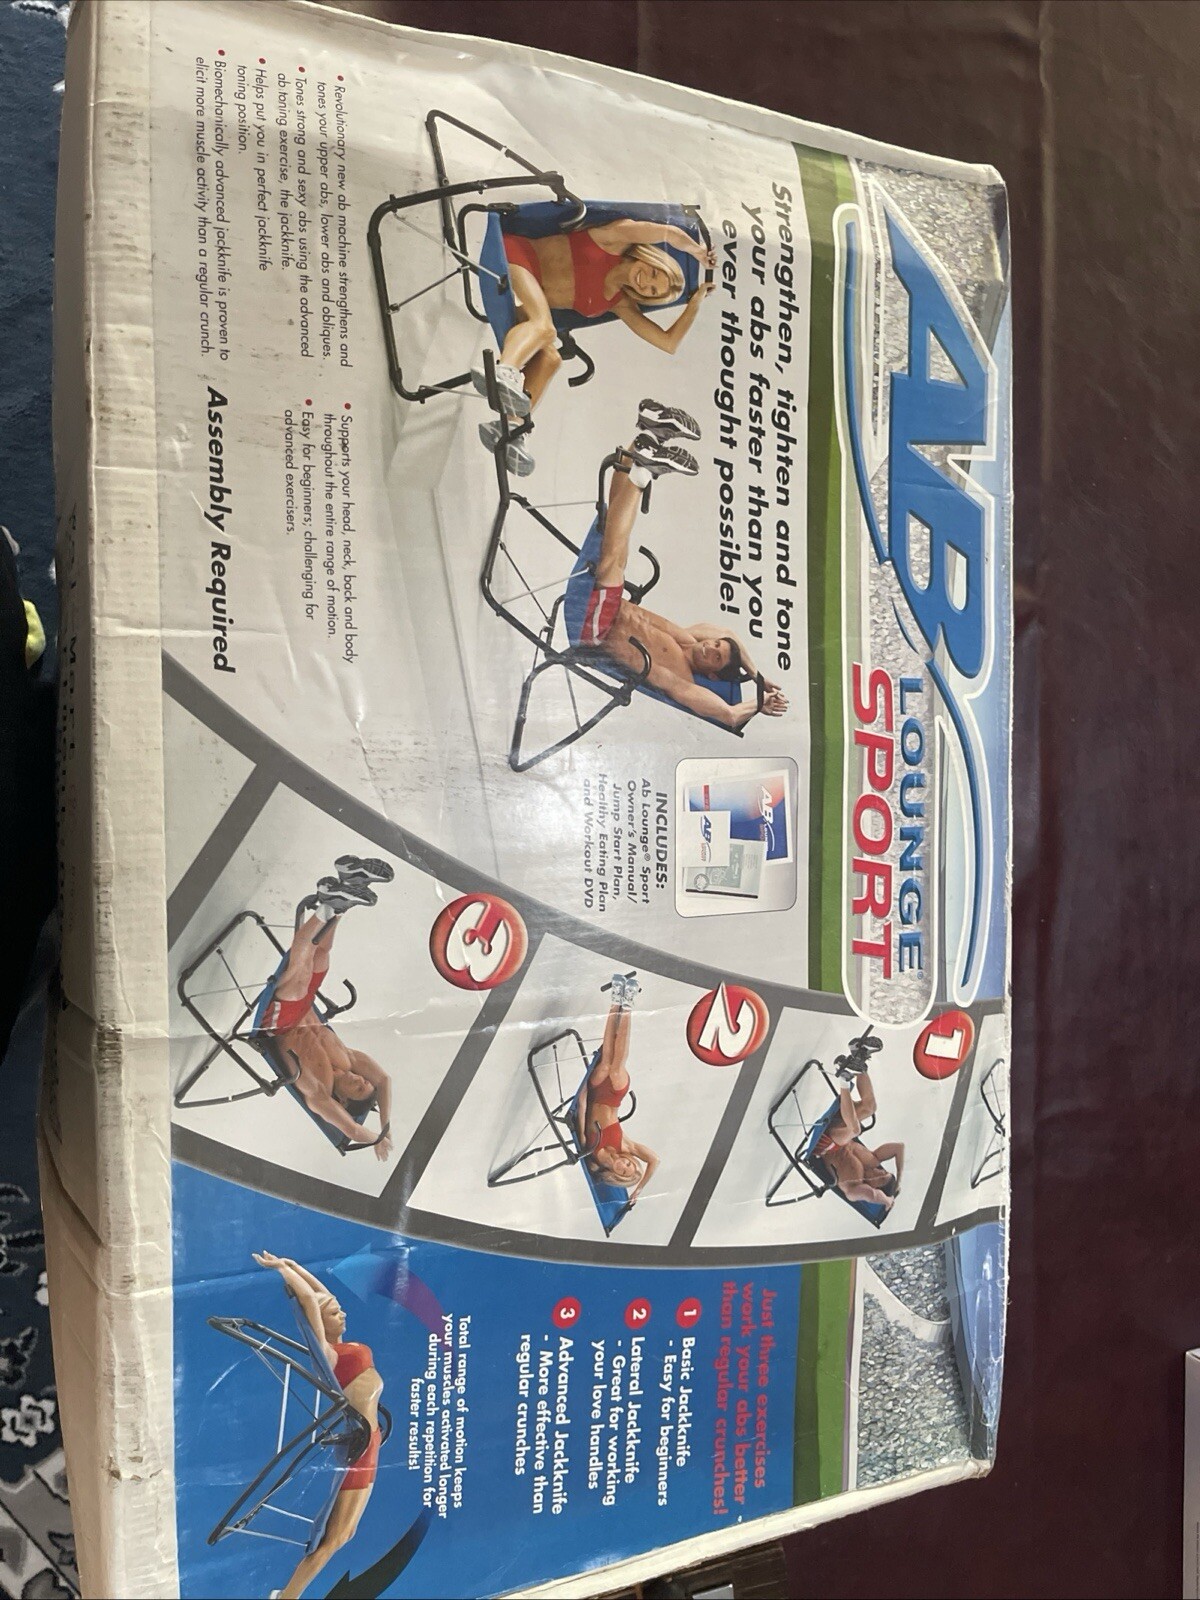 AB
LOUNGE®
SPORT
Strengthen, tighten and tone
your abs faster than you
ever thought possible!
• Revolutionary new ab machine strengthens and
tones your upper abs, lower abs and obliques.
• Tones strong and sexy abs using the advanced
ab toning exercise, the jackknife.
• Helps put you in perfect jackknife
toning position.
• Biomechanically advanced jackknife is proven to
elicit more muscle activity than a regular crunch.
• Supports your head, neck, back and body
throughout the entire range of motion.
• Easy for beginners; challenging for
advanced exercisers.
Assembly Required
INCLUDES:
Ab Lounge® Sport
Owner's Manual/
Jump Start Plan,
Healthy Eating Plan
and Workout DVD
1
2
3
Just three exercises
work your abs better
than regular crunches!
1 Basic Jackknife
- Easy for beginners
2 Lateral Jackknife
- Great for working
your love handles
3 Advanced Jackknife
- More effective than
regular crunches
Total range of motion keeps
your muscles activated longer
during each repetition for
faster results!